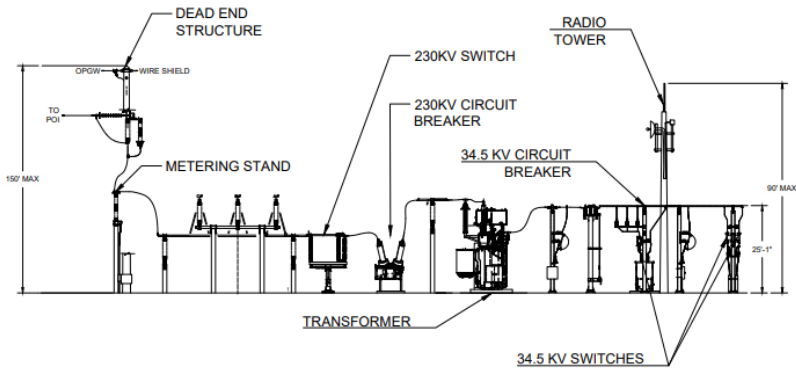 DEAD END
STRUCTURE
RADIO
TOWER
OPGW
WIRE SHIELD
230KV SWITCH
TO
POI
230KV CIRCUIT
BREAKER
METERING STAND
34.5 KV CIRCUIT
BREAKER
150' MAX
90' MAX
25'-1"
TRANSFORMER
34.5 KV SWITCHES